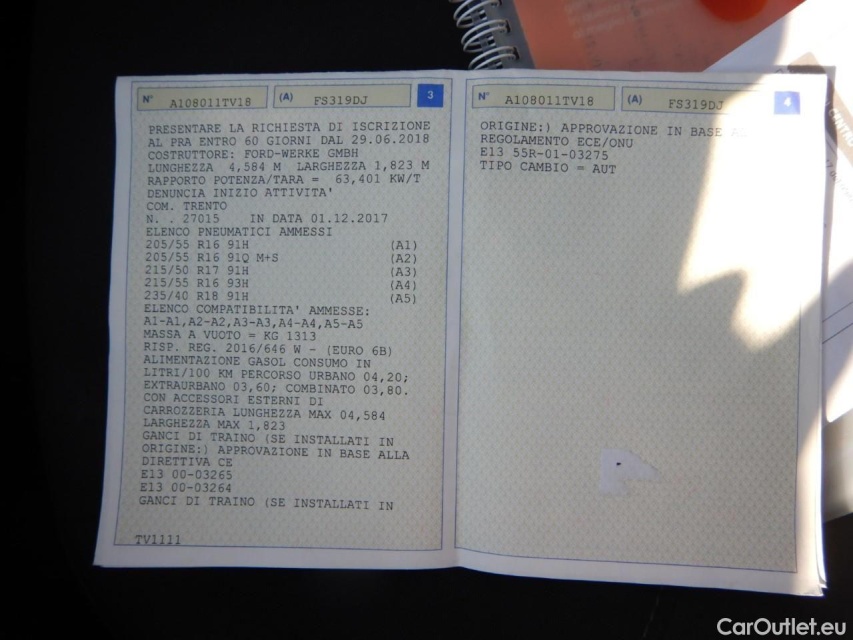 N° A108011TV18 (A) FS319DJ 3
PRESENTARE LA RICHIESTA DI ISCRIZIONE
AL PRA ENTRO 60 GIORNI DAL 29.06.2018
COSTRUTTORE: FORD-WERKE GMBH
LUNGHEZZA 4,584 M LARGHEZZA 1,823 M
RAPPORTO POTENZA/TARA = 63,401 KW/T
DENUNCIA INIZIO ATTIVITA'
COM. TRENTO
N. . 27015 IN DATA 01.12.2017
ELENCO PNEUMATICI AMMESSI
205/55 R16 91H (A1)
205/55 R16 91Q M+S (A2)
215/50 R17 91H (A3)
215/55 R16 93H (A4)
235/40 R18 91H (A5)
ELENCO COMPATIBILITA' AMMESSE:
A1-A1,A2-A2,A3-A3,A4-A4,A5-A5
MASSA A VUOTO = KG 1313
RISP. REG. 2016/646 W - (EURO 6B)
ALIMENTAZIONE GASOL CONSUMO IN
LITRI/100 KM PERCORSO URBANO 04,20;
EXTRAURBANO 03,60; COMBINATO 03,80.
CON ACCESSORI ESTERNI DI
CARROZZERIA LUNGHEZZA MAX 04,584
LARGHEZZA MAX 1,823
GANCI DI TRAINO (SE INSTALLATI IN
ORIGINE:) APPROVAZIONE IN BASE ALLA
DIRETTIVA CE
E13 00-03265
E13 00-03264
GANCI DI TRAINO (SE INSTALLATI IN
TV1111
N° A108011TV18 (A) FS319DJ 4
ORIGINE:) APPROVAZIONE IN BASE
REGOLAMENTO ECE/ONU
E13 55R-01-03275
TIPO CAMBIO = AUT
CarOutlet.eu